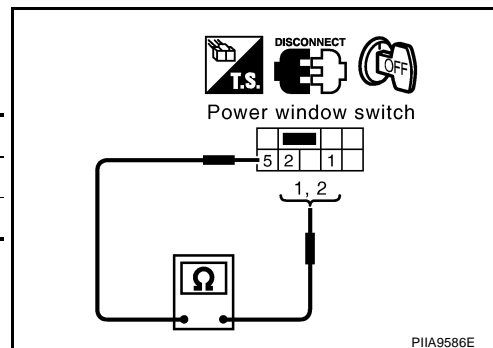 DISCONNECT
T.S.
OFF
Power window switch
5 2 1
1, 2
Ω
PIIA9586E